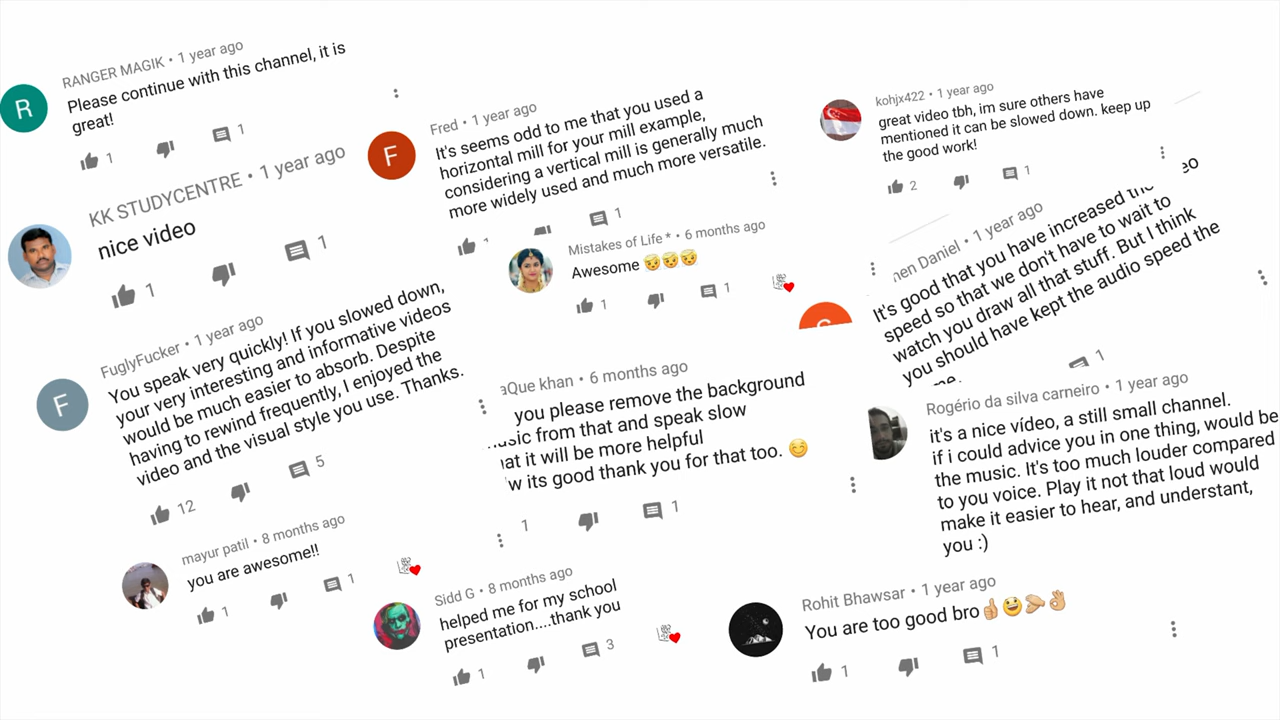 RANGER MAGIK • 1 year ago
Please continue with this channel, it is
great!
1
1
R
KK STUDYCENTRE • 1 year ago
nice video
1
1
FuglyFucker • 1 year ago
F
You speak very quickly! If you slowed down,
your very interesting and informative videos
would be much easier to absorb. Despite
having to rewind frequently, I enjoyed the
video and the visual style you use. Thanks.
12
5
mayur patil • 8 months ago
you are awesome!!
1
1
Fred • 1 year ago
F
It's seems odd to me that you used a
horizontal mill for your mill example,
considering a vertical mill is generally much
more widely used and much more versatile.
1
Mistakes of Life * • 6 months ago
Awesome 😇😇😇
1
1
aQue khan • 6 months ago
you please remove the background
from that and speak slow
it will be more helpful
its good thank you for that too. 😊
1
1
Sidd G • 8 months ago
helped me for my school
presentation....thank you
1
3
kohjx422 • 1 year ago
great video tbh, im sure others have
mentioned it can be slowed down. keep up
the good work!
2
1
Daniel • 1 year ago
It's good that you have increased
speed so that we don't have to wait to
watch you draw all that stuff. But I think
you should have kept the audio speed the
1
Rogério da silva carneiro • 1 year ago
it's a nice vídeo, a still small channel.
if i could advice you in one thing, would be
the music. It's too much louder compared
to you voice. Play it not that loud would
make it easier to hear, and understant,
you :)
Rohit Bhawsar • 1 year ago
You are too good bro👍😃👏👌
1
1